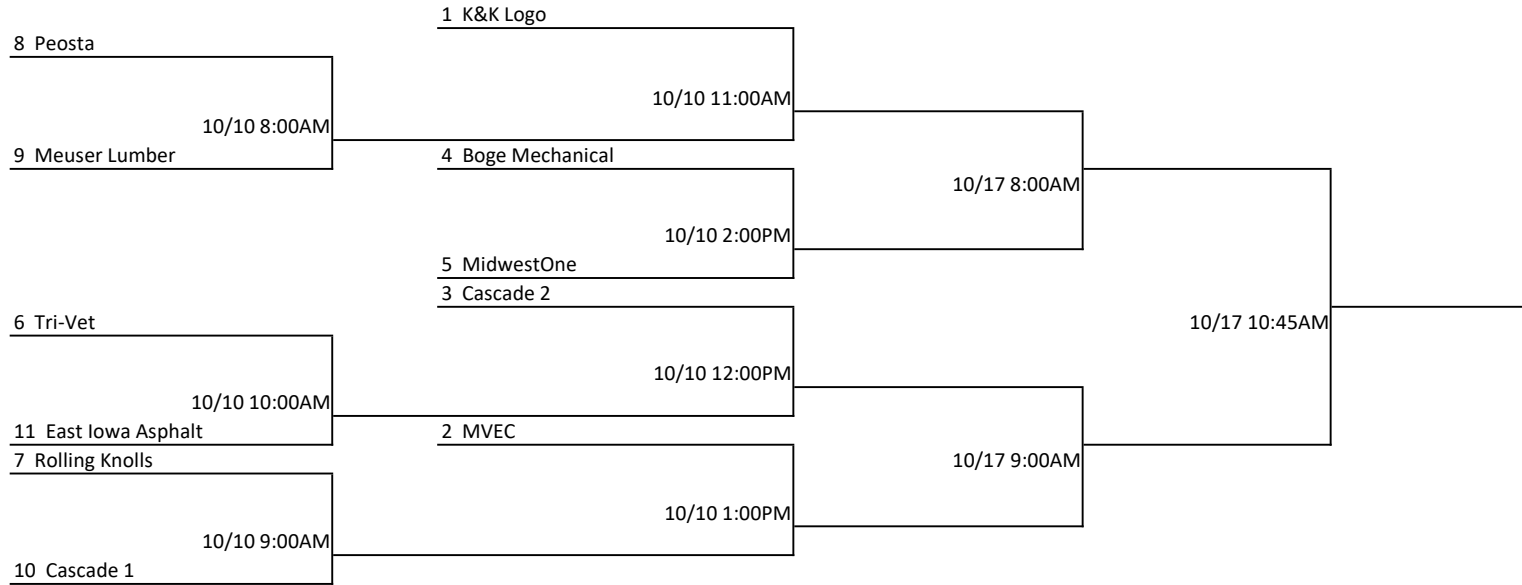 1 K&K Logo
8 Peosta
10/10 11:00AM
10/10 8:00AM
9 Meuser Lumber
4 Boge Mechanical
10/17 8:00AM
10/10 2:00PM
5 MidwestOne
3 Cascade 2
6 Tri-Vet
10/17 10:45AM
10/10 12:00PM
10/10 10:00AM
11 East Iowa Asphalt
2 MVEC
7 Rolling Knolls
10/17 9:00AM
10/10 1:00PM
10/10 9:00AM
10 Cascade 1